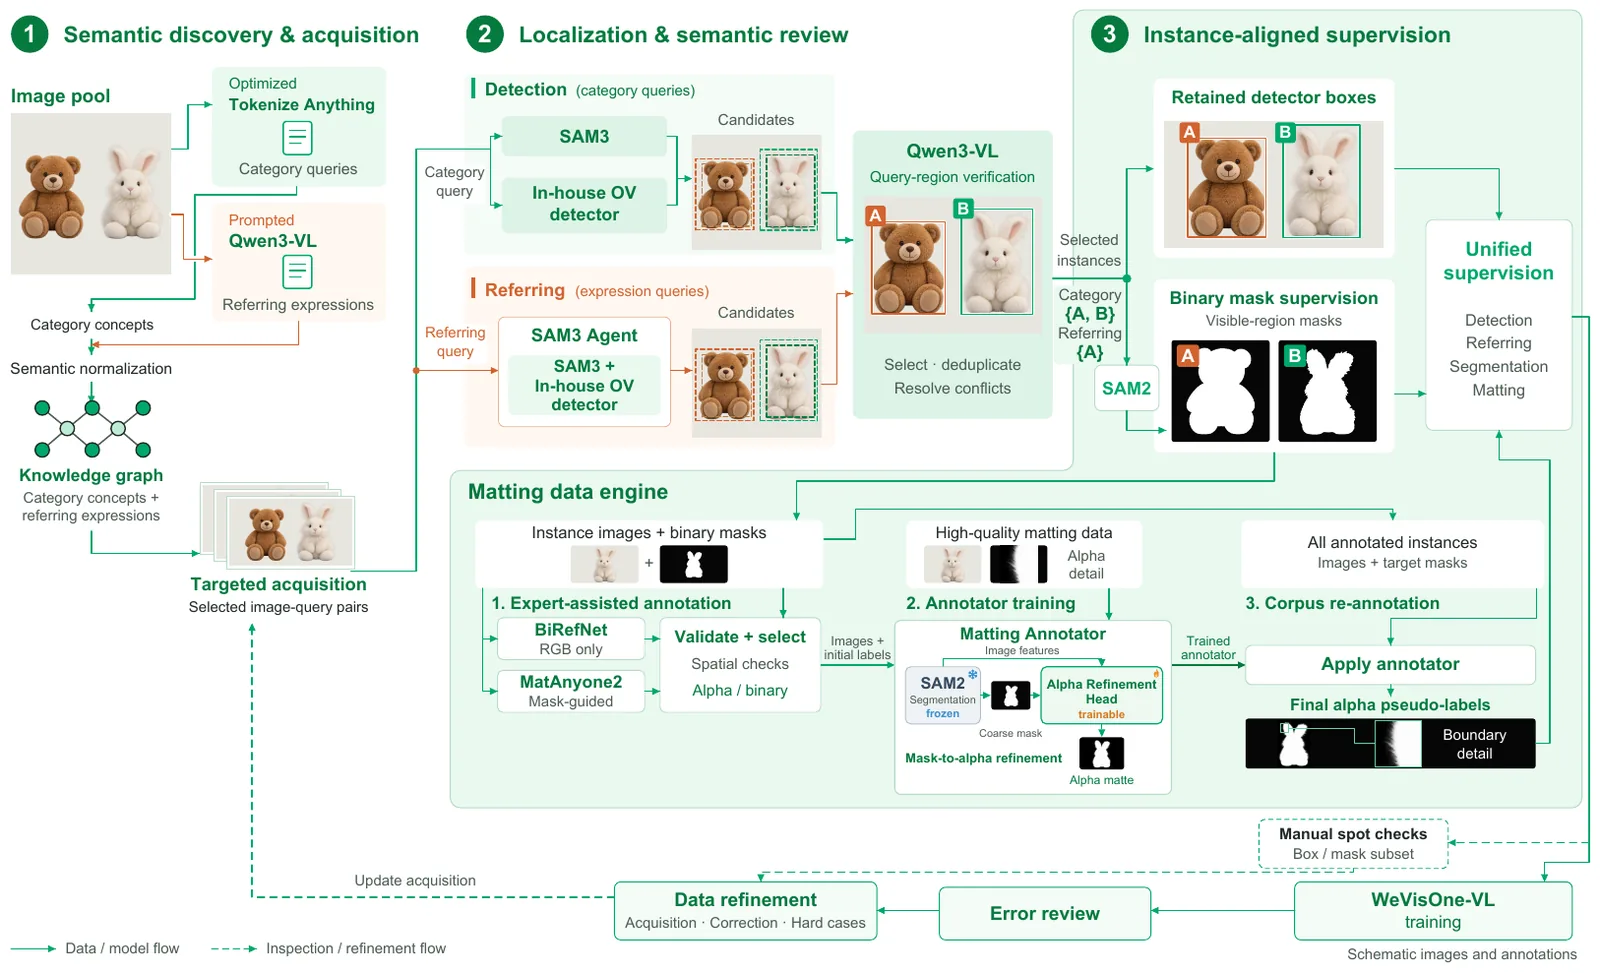 1 Semantic discovery & acquisition
Image pool
Optimized
Tokenize Anything
Category queries
Prompted
Qwen3-VL
Referring expressions
Category concepts
Semantic normalization
Knowledge graph
Category concepts +
referring expressions
Targeted acquisition
Selected image-query pairs
2 Localization & semantic review
Detection (category queries)
Category
query
SAM3
In-house OV
detector
Candidates
Referring (expression queries)
Referring
query
SAM3 Agent
SAM3 +
In-house OV
detector
Candidates
Qwen3-VL
Query-region verification
A
B
Select · deduplicate
Resolve conflicts
3 Instance-aligned supervision
Selected
instances
Category
{A, B}
Referring
{A}
SAM2
Retained detector boxes
A
B
Binary mask supervision
Visible-region masks
A
B
Unified
supervision
Detection
Referring
Segmentation
Matting
Matting data engine
Instance images + binary masks
+
1. Expert-assisted annotation
BiRefNet
RGB only
MatAnyone2
Mask-guided
Validate + select
Spatial checks
Alpha / binary
Images +
initial labels
High-quality matting data
Alpha
detail
2. Annotator training
Matting Annotator
Image features
SAM2
Segmentation
frozen
Coarse mask
Alpha Refinement
Head
trainable
Mask-to-alpha refinement
Alpha matte
Trained
annotator
All annotated instances
Images + target masks
3. Corpus re-annotation
Apply annotator
Final alpha pseudo-labels
Boundary
detail
Manual spot checks
Box / mask subset
Update acquisition
Data refinement
Acquisition · Correction · Hard cases
Error review
WeVisOne-VL
training
Data / model flow
Inspection / refinement flow
Schematic images and annotations